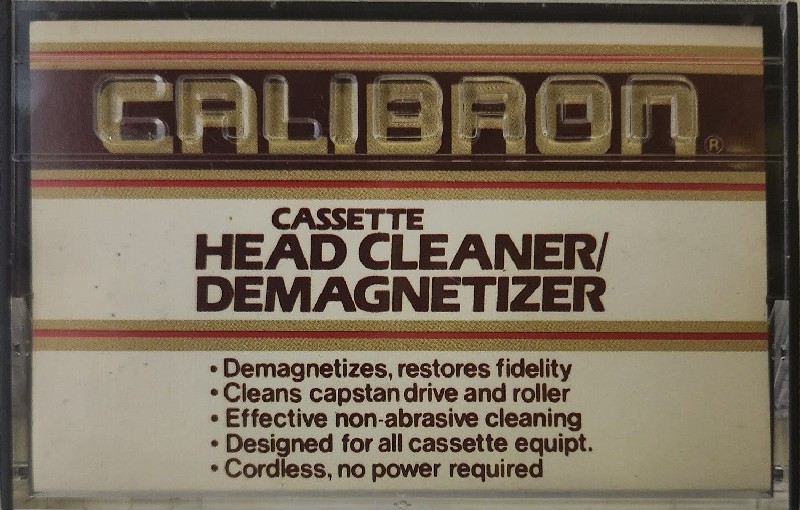 CALIBRON®
CASSETTE
HEAD CLEANER/
DEMAGNETIZER
• Demagnetizes, restores fidelity
• Cleans capstan drive and roller
• Effective non-abrasive cleaning
• Designed for all cassette equipt.
• Cordless, no power required